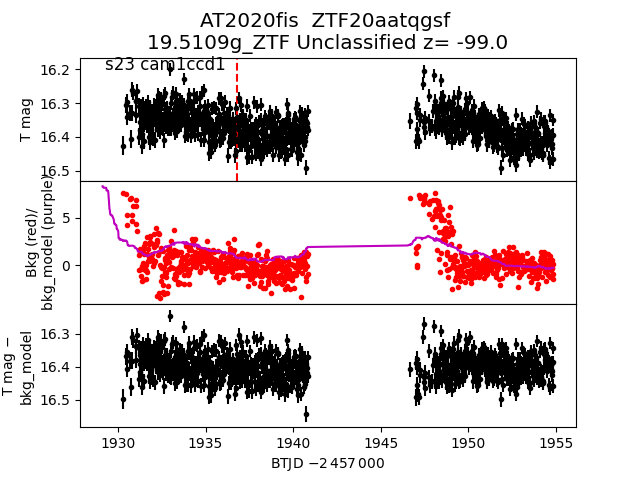 AT2020fis  ZTF20aatqgsf
19.5109g_ZTF Unclassified z= -99.0
s23 cam1ccd1
T mag
16.2
16.3
16.4
16.5
Bkg (red)/
bkg_model (purple)
5
0
T mag −
bkg_model
16.3
16.4
16.5
1930
1935
1940
1945
1950
1955
BTJD −2 457 000